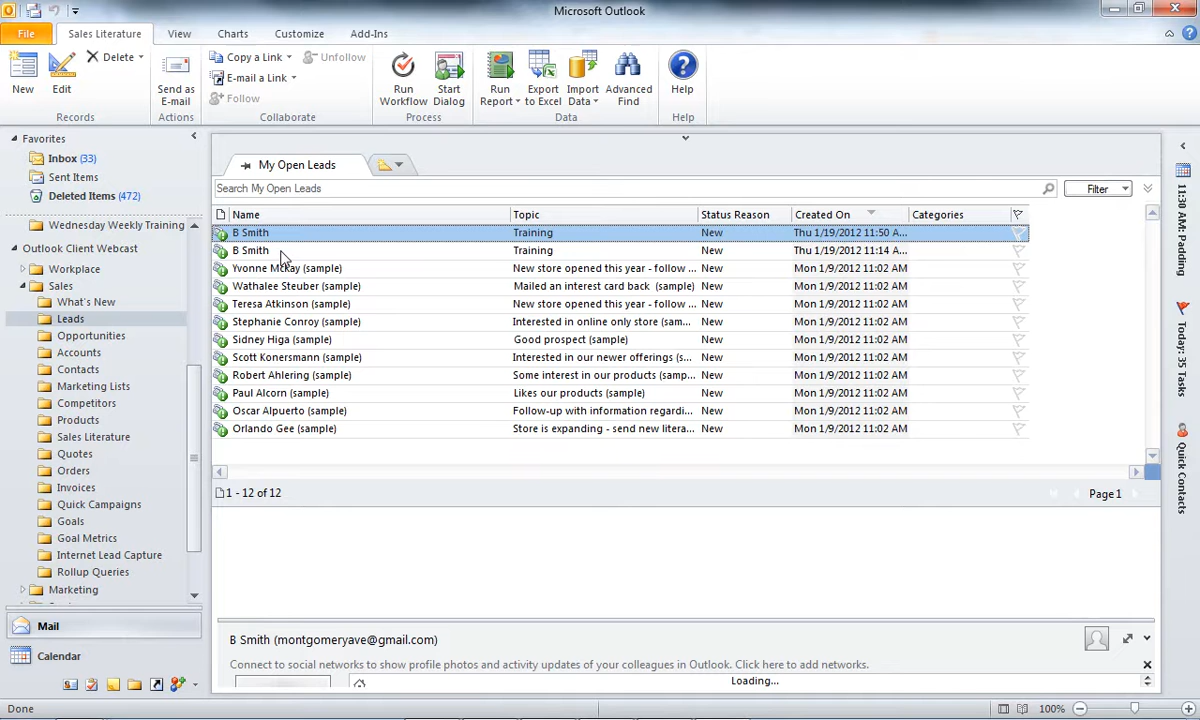 Microsoft Outlook
File Sales Literature View Charts Customize Add-Ins
New
Edit
Delete
Records
Send as E-mail
Actions
Copy a Link
Unfollow
E-mail a Link
Follow
Collaborate
Run Workflow
Start Dialog
Process
Run Report
Export to Excel
Import Data
Advanced Find
Data
Help
Help
Favorites
Inbox (33)
Sent Items
Deleted Items (472)
Wednesday Weekly Training
Outlook Client Webcast
Workplace
Sales
What's New
Leads
Opportunities
Accounts
Contacts
Marketing Lists
Competitors
Products
Sales Literature
Quotes
Orders
Invoices
Quick Campaigns
Goals
Goal Metrics
Internet Lead Capture
Rollup Queries
Marketing
Mail
Calendar
My Open Leads
Search My Open Leads
Filter
Name Topic Status Reason Created On Categories
B Smith Training New Thu 1/19/2012 11:50 A...
B Smith Training New Thu 1/19/2012 11:14 A...
Yvonne McKay (sample) New store opened this year - follow ... New Mon 1/9/2012 11:02 AM
Wathalee Steuber (sample) Mailed an interest card back (sample) New Mon 1/9/2012 11:02 AM
Teresa Atkinson (sample) New store opened this year - follow ... New Mon 1/9/2012 11:02 AM
Stephanie Conroy (sample) Interested in online only store (sam... New Mon 1/9/2012 11:02 AM
Sidney Higa (sample) Good prospect (sample) New Mon 1/9/2012 11:02 AM
Scott Konersmann (sample) Interested in our newer offerings (s... New Mon 1/9/2012 11:02 AM
Robert Ahlering (sample) Some interest in our products (samp... New Mon 1/9/2012 11:02 AM
Paul Alcorn (sample) Likes our products (sample) New Mon 1/9/2012 11:02 AM
Oscar Alpuerto (sample) Follow-up with information regardi... New Mon 1/9/2012 11:02 AM
Orlando Gee (sample) Store is expanding - send new litera... New Mon 1/9/2012 11:02 AM
1 - 12 of 12
Page1
B Smith (montgomeryave@gmail.com)
Connect to social networks to show profile photos and activity updates of your colleagues in Outlook. Click here to add networks.
Loading...
11:30 AM: Padding
Today: 35 Tasks
Quick Contacts
Done
100%